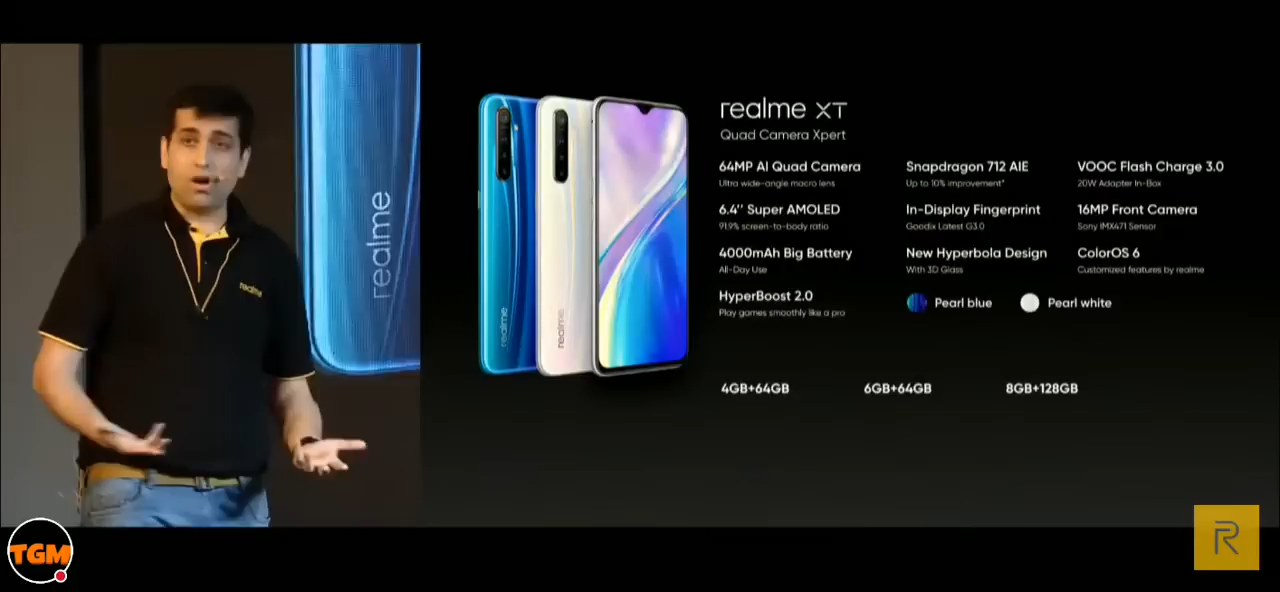 realme
realme
realme
realme
realme XT
Quad Camera Xpert
64MP AI Quad Camera
Ultra wide-angle macro lens
Snapdragon 712 AIE
Up to 10% improvement*
VOOC Flash Charge 3.0
20W Adapter In-Box
6.4'' Super AMOLED
91.9% screen-to-body ratio
In-Display Fingerprint
Goodix Latest G3.0
16MP Front Camera
Sony IMX471 Sensor
4000mAh Big Battery
All-Day Use
New Hyperbola Design
With 3D Glass
ColorOS 6
Customized features by realme
HyperBoost 2.0
Play games smoothly like a pro
Pearl blue
Pearl white
4GB+64GB
6GB+64GB
8GB+128GB
TGM
R